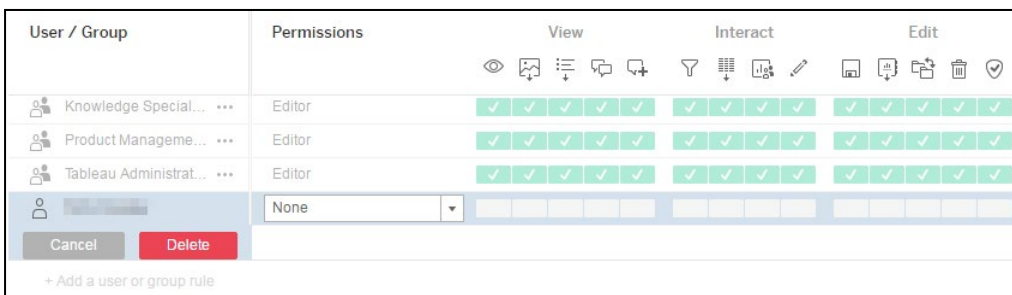 User / Group Permissions View Interact Edit
Knowledge Special... ••• Editor
Product Manageme... ••• Editor
Tableau Administrat... ••• Editor
None
Cancel Delete
+ Add a user or group rule